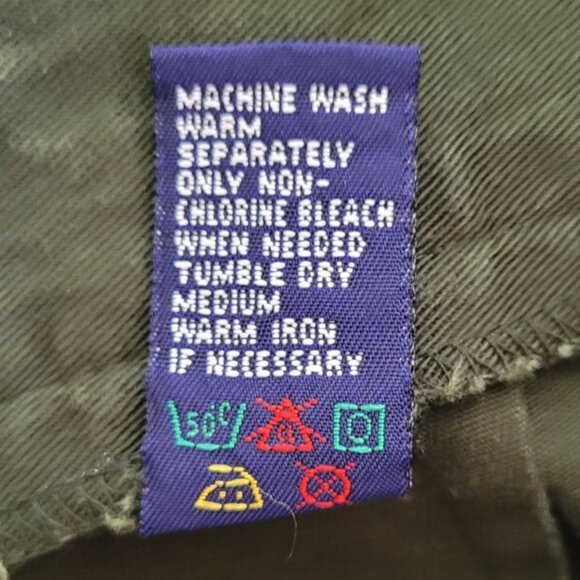 MACHINE WASH
WARM
SEPARATELY
ONLY NON-
CHLORINE BLEACH
WHEN NEEDED
TUMBLE DRY
MEDIUM
WARM IRON
IF NECESSARY
50°C